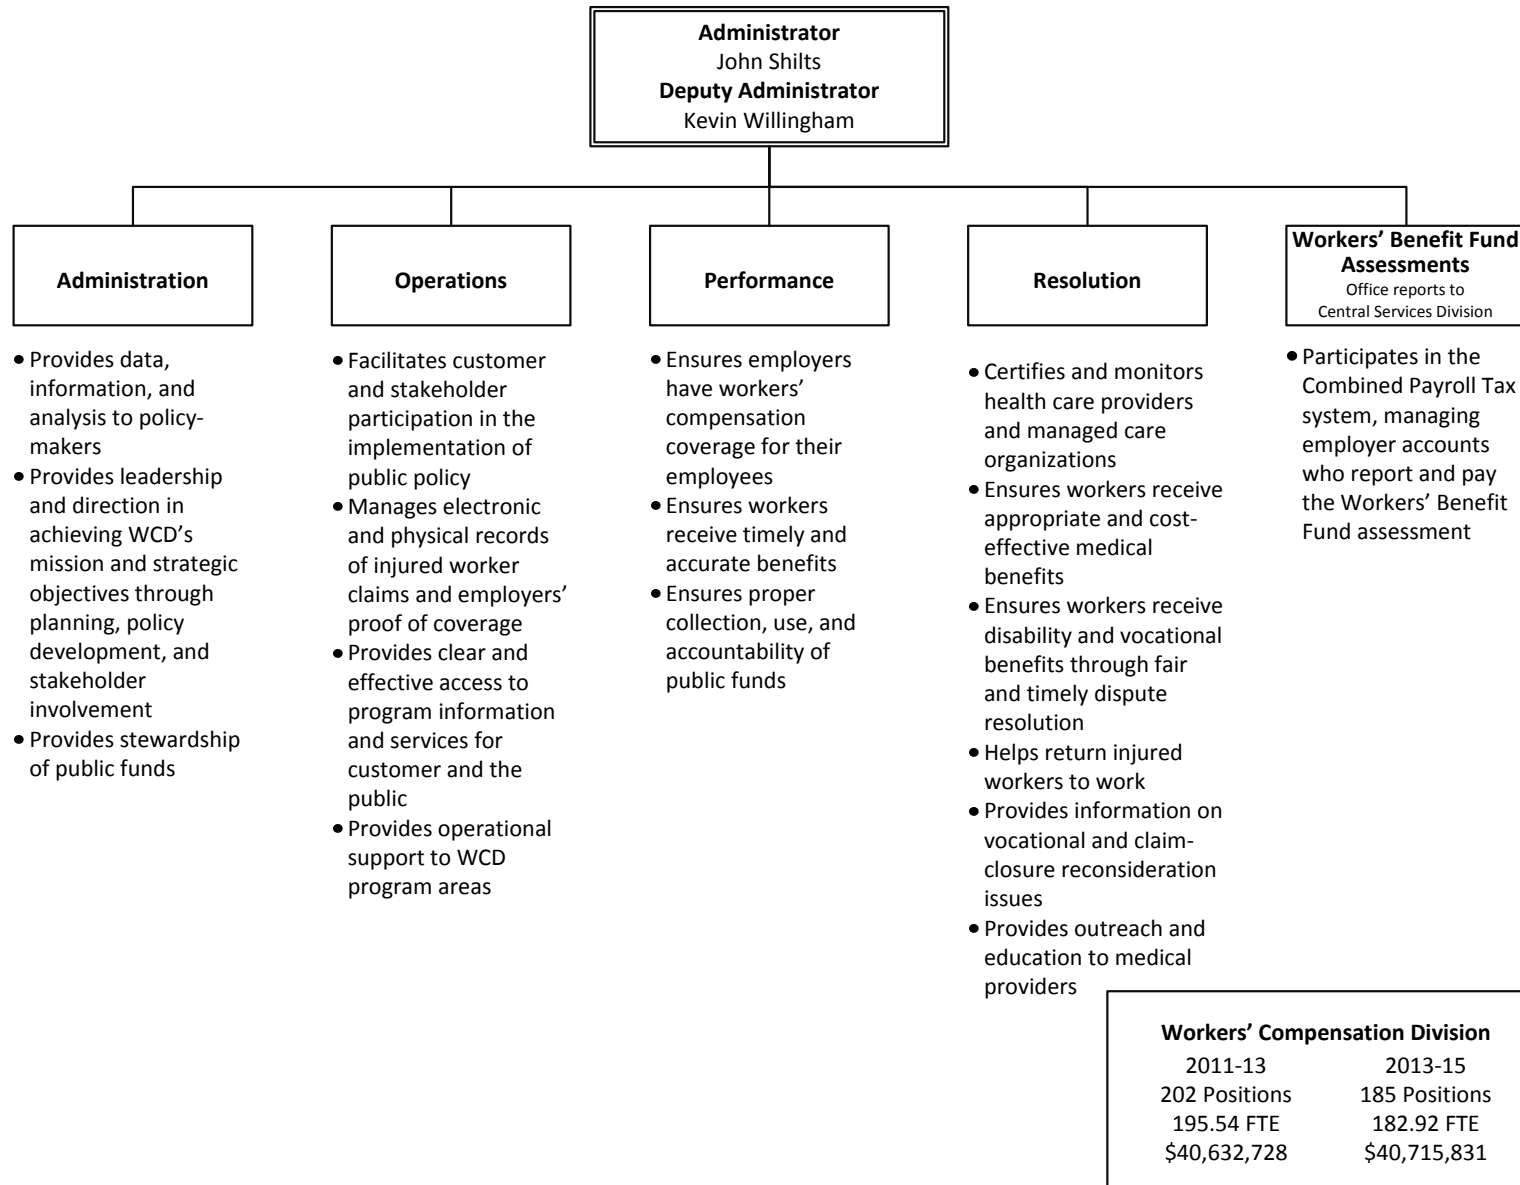 Administrator
John Shilts
Deputy Administrator
Kevin Willingham
Administration
• Provides data,
information, and
analysis to policy-
makers
• Provides leadership
and direction in
achieving WCD’s
mission and strategic
objectives through
planning, policy
development, and
stakeholder
involvement
• Provides stewardship
of public funds
Operations
• Facilitates customer
and stakeholder
participation in the
implementation of
public policy
• Manages electronic
and physical records
of injured worker
claims and employers’
proof of coverage
• Provides clear and
effective access to
program information
and services for
customer and the
public
• Provides operational
support to WCD
program areas
Performance
• Ensures employers
have workers’
compensation
coverage for their
employees
• Ensures workers
receive timely and
accurate benefits
• Ensures proper
collection, use, and
accountability of
public funds
Resolution
• Certifies and monitors
health care providers
and managed care
organizations
• Ensures workers receive
appropriate and cost-
effective medical
benefits
• Ensures workers receive
disability and vocational
benefits through fair
and timely dispute
resolution
• Helps return injured
workers to work
• Provides information on
vocational and claim-
closure reconsideration
issues
• Provides outreach and
education to medical
providers
Workers’ Benefit Fund
Assessments
Office reports to
Central Services Division
• Participates in the
Combined Payroll Tax
system, managing
employer accounts
who report and pay
the Workers’ Benefit
Fund assessment
Workers’ Compensation Division
2011-13 2013-15
202 Positions 185 Positions
195.54 FTE 182.92 FTE
$40,632,728 $40,715,831